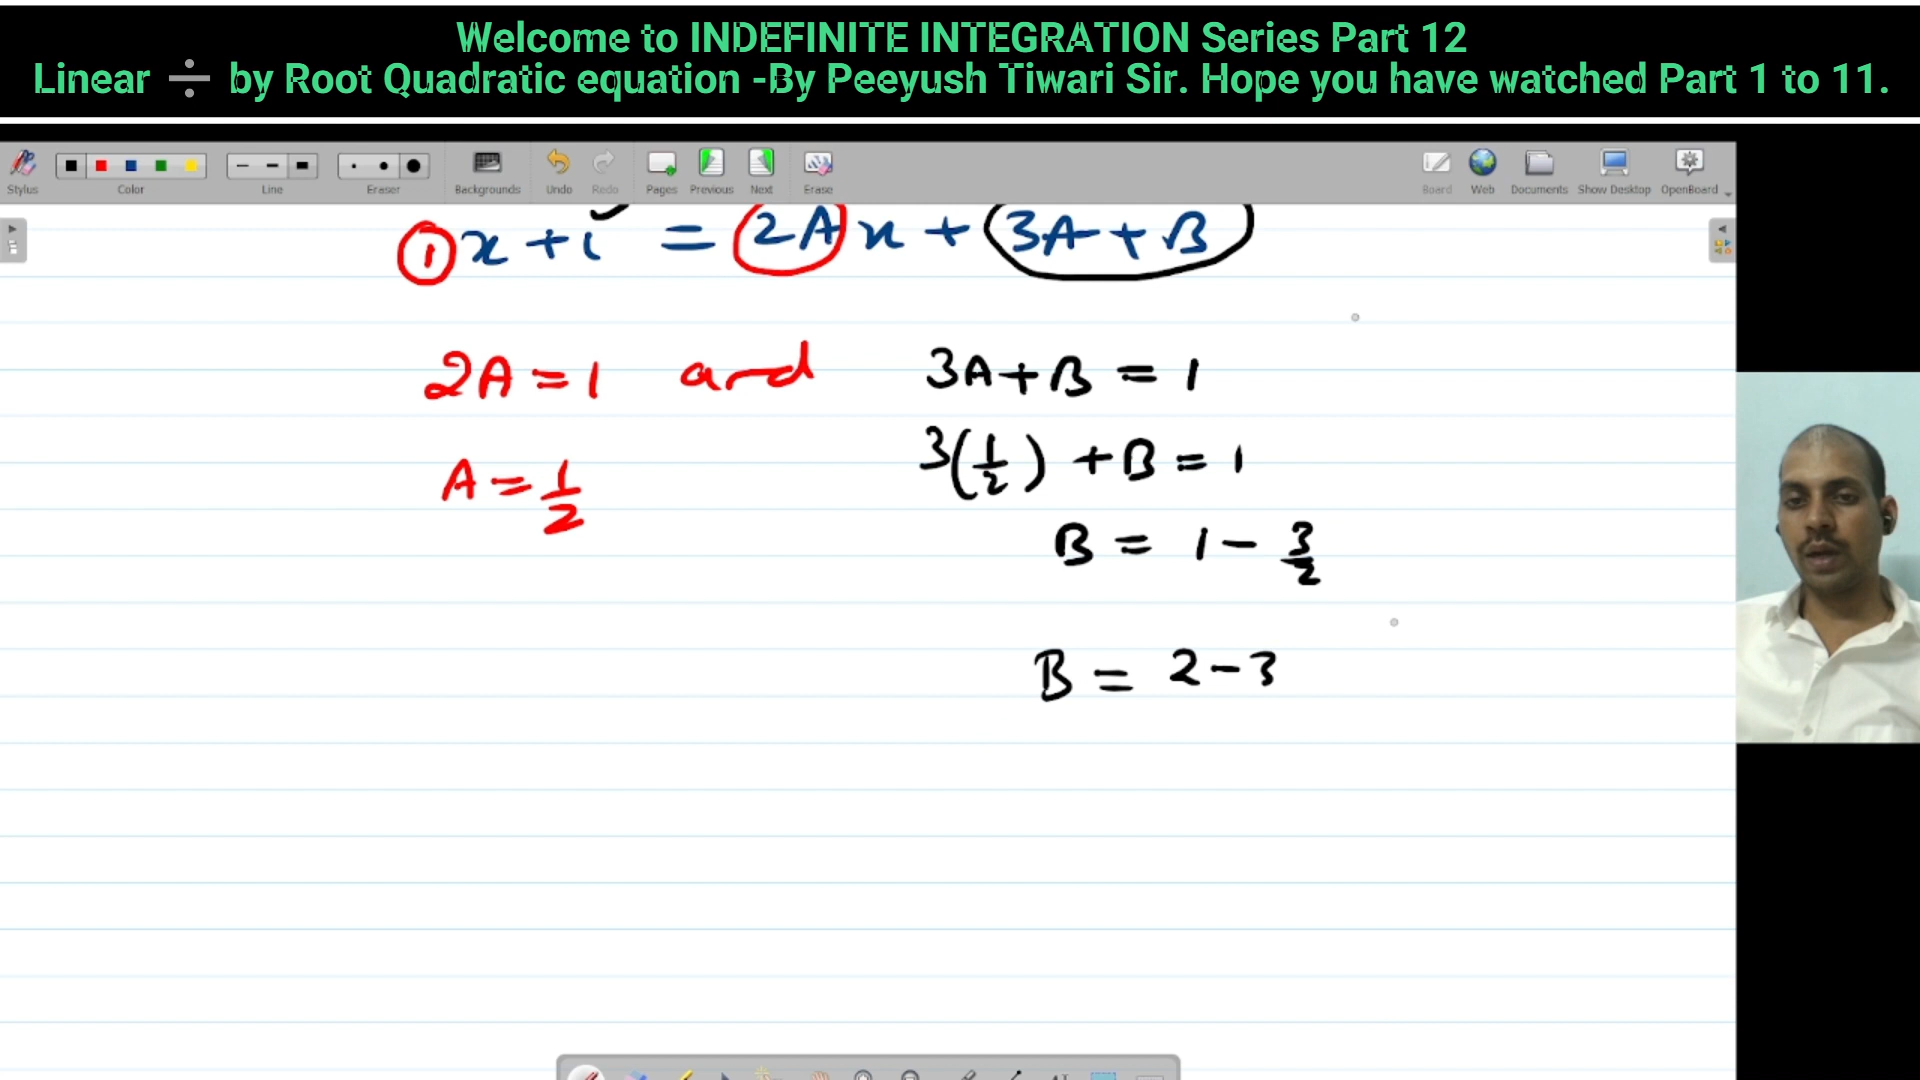 Welcome to INDEFINITE INTEGRATION Series Part 12
Linear ÷ by Root Quadratic equation -By Peeyush Tiwari Sir. Hope you have watched Part 1 to 11.
Stylus Color Line Eraser Backgrounds Undo Redo Pages Previous Next Erase Board Web Documents Show Desktop OpenBoard
1 x + 1 = 2A x + 3A + B
2A = 1 and 3A + B = 1
A = 1/2
3(1/2) + B = 1
B = 1 - 3/2
B = 2 - 3